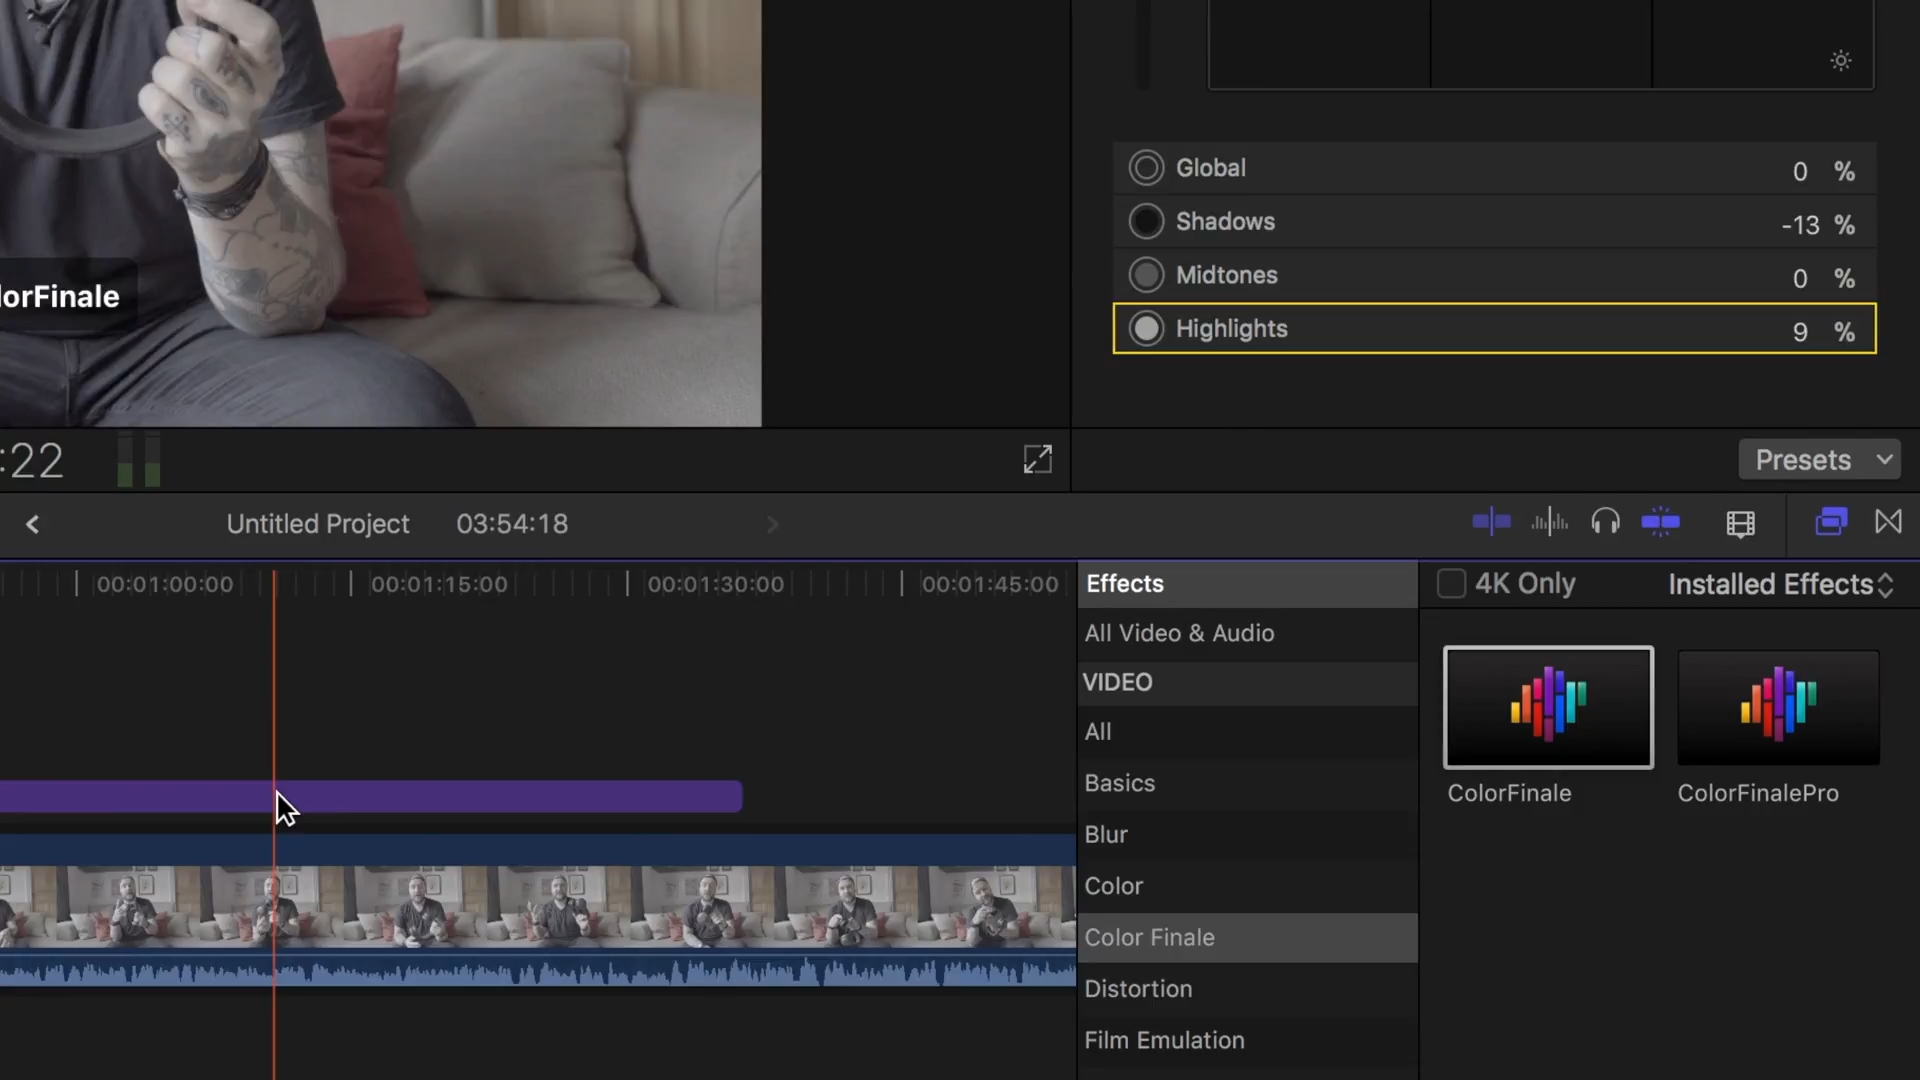 Global 0 %
Shadows -13 %
Midtones 0 %
Highlights 9 %
lorFinale
:22
Presets
Untitled Project 03:54:18
00:01:00:00 00:01:15:00 00:01:30:00 00:01:45:00
Effects
4K Only Installed Effects
All Video & Audio
VIDEO
All
Basics
Blur
Color
Color Finale
Distortion
Film Emulation
ColorFinale ColorFinalePro